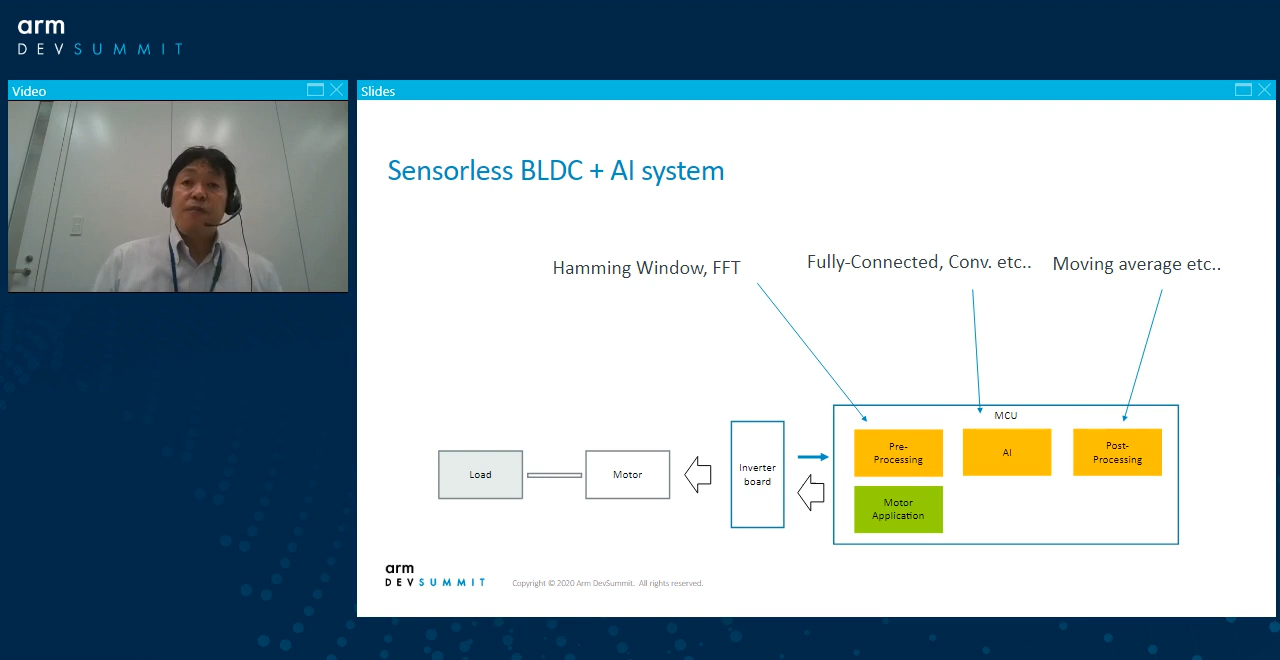 arm
DEVSUMMIT
Video
Slides
Sensorless BLDC + AI system
Hamming Window, FFT
Fully-Connected, Conv. etc..
Moving average etc..
MCU
Pre-
Processing
AI
Post-
Processing
Load
Motor
Inverter
board
Motor
Application
arm
DEVSUMMIT
Copyright © 2020 Arm DevSummit. All rights reserved.